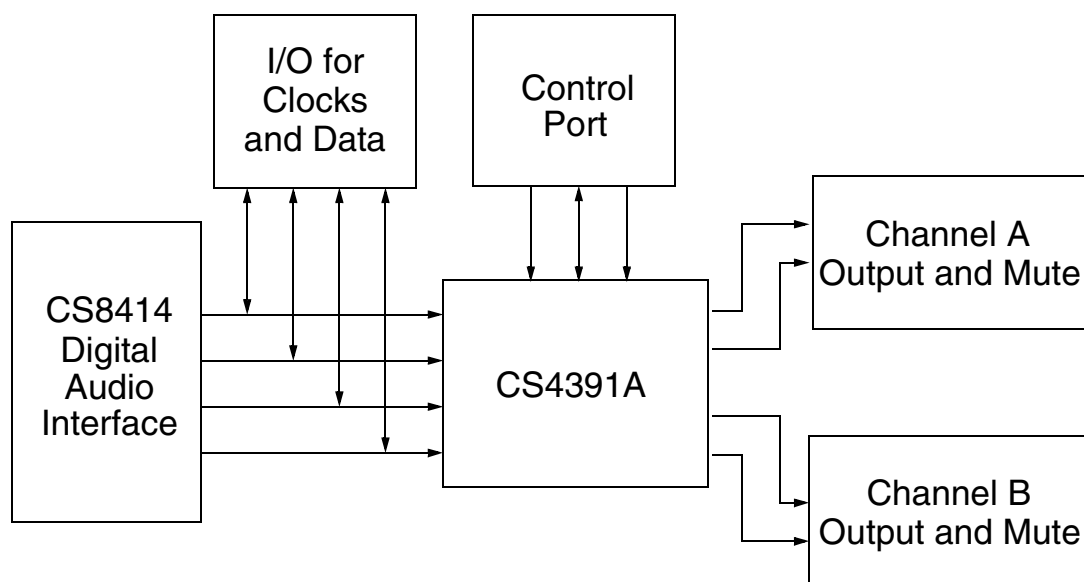 I/O for
Clocks
and Data
Control
Port
CS8414
Digital
Audio
Interface
CS4391A
Channel A
Output and Mute
Channel B
Output and Mute